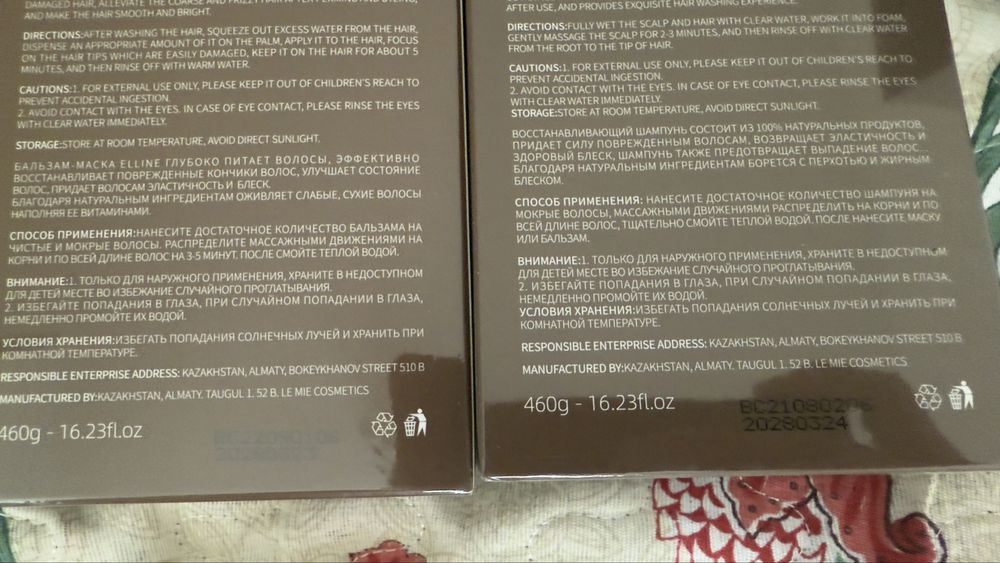 DAMAGED HAIR, ALLEVIATE THE COARSE AND FRIZZY HAIR AFTER PERMING AND DYEING,
AND MAKE THE HAIR SMOOTH AND BRIGHT.
DIRECTIONS:AFTER WASHING THE HAIR, SQUEEZE OUT EXCESS WATER FROM THE HAIR,
DISPENSE AN APPROPRIATE AMOUNT OF IT ON THE PALM, APPLY IT TO THE HAIR, FOCUS
ON THE HAIR TIPS WHICH ARE EASILY DAMAGED, KEEP IT ON THE HAIR FOR ABOUT 5
MINUTES, AND THEN RINSE OFF WITH WARM WATER.
CAUTIONS:1. FOR EXTERNAL USE ONLY, PLEASE KEEP IT OUT OF CHILDREN'S REACH TO
PREVENT ACCIDENTAL INGESTION.
2. AVOID CONTACT WITH THE EYES. IN CASE OF EYE CONTACT, PLEASE RINSE THE EYES
WITH CLEAR WATER IMMEDIATELY.
STORAGE:STORE AT ROOM TEMPERATURE, AVOID DIRECT SUNLIGHT.
БАЛЬЗАМ-МАСКА ELLINE ГЛУБОКО ПИТАЕТ ВОЛОСЫ, ЭФФЕКТИВНО
ВОССТАНАВЛИВАЕТ ПОВРЕЖДЕННЫЕ КОНЧИКИ ВОЛОС, УЛУЧШАЕТ СОСТОЯНИЕ
ВОЛОС, ПРИДАЕТ ВОЛОСАМ ЭЛАСТИЧНОСТЬ И БЛЕСК.
БЛАГОДАРЯ НАТУРАЛЬНЫМ ИНГРЕДИЕНТАМ ОЖИВЛЯЕТ СЛАБЫЕ, СУХИЕ ВОЛОСЫ
НАПОЛНЯЯ ЕЕ ВИТАМИНАМИ.
СПОСОБ ПРИМЕНЕНИЯ:НАНЕСИТЕ ДОСТАТОЧНОЕ КОЛИЧЕСТВО БАЛЬЗАМА НА
ЧИСТЫЕ И МОКРЫЕ ВОЛОСЫ. РАСПРЕДЕЛИТЕ МАССАЖНЫМИ ДВИЖЕНИЯМИ НА
КОРНИ И ПО ВСЕЙ ДЛИНЕ ВОЛОС НА 3-5 МИНУТ. ПОСЛЕ СМОЙТЕ ТЕПЛОЙ ВОДОЙ.
ВНИМАНИЕ:1. ТОЛЬКО ДЛЯ НАРУЖНОГО ПРИМЕНЕНИЯ, ХРАНИТЕ В НЕДОСТУПНОМ
ДЛЯ ДЕТЕЙ МЕСТЕ ВО ИЗБЕЖАНИЕ СЛУЧАЙНОГО ПРОГЛАТЫВАНИЯ.
2. ИЗБЕГАЙТЕ ПОПАДАНИЯ В ГЛАЗА, ПРИ СЛУЧАЙНОМ ПОПАДАНИИ В ГЛАЗА,
НЕМЕДЛЕННО ПРОМОЙТЕ ИХ ВОДОЙ.
УСЛОВИЯ ХРАНЕНИЯ:ИЗБЕГАТЬ ПОПАДАНИЯ СОЛНЕЧНЫХ ЛУЧЕЙ И ХРАНИТЬ ПРИ
КОМНАТНОЙ ТЕМПЕРАТУРЕ.
RESPONSIBLE ENTERPRISE ADDRESS: KAZAKHSTAN, ALMATY, BOKEYKHANOV STREET 510 B
MANUFACTURED BY:KAZAKHSTAN, ALMATY. TAUGUL 1. 52 B. LE MIE COSMETICS
460g - 16.23fl.oz
AFTER USE, AND PROVIDES EXQUISITE HAIR WASHING EXPERIENCE.
DIRECTIONS:FULLY WET THE SCALP AND HAIR WITH CLEAR WATER, WORK IT INTO FOAM,
GENTLY MASSAGE THE SCALP FOR 2-3 MINUTES, AND THEN RINSE OFF WITH CLEAR WATER
FROM THE ROOT TO THE TIP OF HAIR.
CAUTIONS:1. FOR EXTERNAL USE ONLY, PLEASE KEEP IT OUT OF CHILDREN'S REACH TO
PREVENT ACCIDENTAL INGESTION.
2. AVOID CONTACT WITH THE EYES. IN CASE OF EYE CONTACT, PLEASE RINSE THE EYES
WITH CLEAR WATER IMMEDIATELY.
STORAGE:STORE AT ROOM TEMPERATURE, AVOID DIRECT SUNLIGHT.
ВОССТАНАВЛИВАЮЩИЙ ШАМПУНЬ СОСТОИТ ИЗ 100% НАТУРАЛЬНЫХ ПРОДУКТОВ,
ПРИДАЕТ СИЛУ ПОВРЕЖДЕННЫМ ВОЛОСАМ, ВОЗВРАЩАЕТ ЭЛАСТИЧНОСТЬ И
ЗДОРОВЫЙ БЛЕСК, ШАМПУНЬ ТАКЖЕ ПРЕДОТВРАЩАЕТ ВЫПАДЕНИЕ ВОЛОС...
БЛАГОДАРЯ НАТУРАЛЬНЫМ ИНГРЕДИЕНТАМ БОРЕТСЯ С ПЕРХОТЬЮ И ЖИРНЫМ
БЛЕСКОМ.
СПОСОБ ПРИМЕНЕНИЯ: НАНЕСИТЕ ДОСТАТОЧНОЕ КОЛИЧЕСТВО ШАМПУНЯ НА
МОКРЫЕ ВОЛОСЫ, МАССАЖНЫМИ ДВИЖЕНИЯМИ РАСПРЕДЕЛИТЬ НА КОРНИ И ПО
ВСЕЙ ДЛИНЕ ВОЛОС, ТЩАТЕЛЬНО СМОЙТЕ ТЕПЛОЙ ВОДОЙ. ПОСЛЕ НАНЕСИТЕ МАСКУ
ИЛИ БАЛЬЗАМ.
ВНИМАНИЕ:1. ТОЛЬКО ДЛЯ НАРУЖНОГО ПРИМЕНЕНИЯ, ХРАНИТЕ В НЕДОСТУПНОМ
ДЛЯ ДЕТЕЙ МЕСТЕ ВО ИЗБЕЖАНИЕ СЛУЧАЙНОГО ПРОГЛАТЫВАНИЯ.
2. ИЗБЕГАЙТЕ ПОПАДАНИЯ В ГЛАЗА, ПРИ СЛУЧАЙНОМ ПОПАДАНИИ В ГЛАЗА,
НЕМЕДЛЕННО ПРОМОЙТЕ ИХ ВОДОЙ.
УСЛОВИЯ ХРАНЕНИЯ:ИЗБЕГАТЬ ПОПАДАНИЯ СОЛНЕЧНЫХ ЛУЧЕЙ И ХРАНИТЬ ПРИ
КОМНАТНОЙ ТЕМПЕРАТУРЕ.
RESPONSIBLE ENTERPRISE ADDRESS: KAZAKHSTAN, ALMATY, BOKEYKHANOV STREET 510 B
MANUFACTURED BY:KAZAKHSTAN, ALMATY. TAUGUL 1. 52 B. LE MIE COSMETICS
460g - 16.23fl.oz
20280324